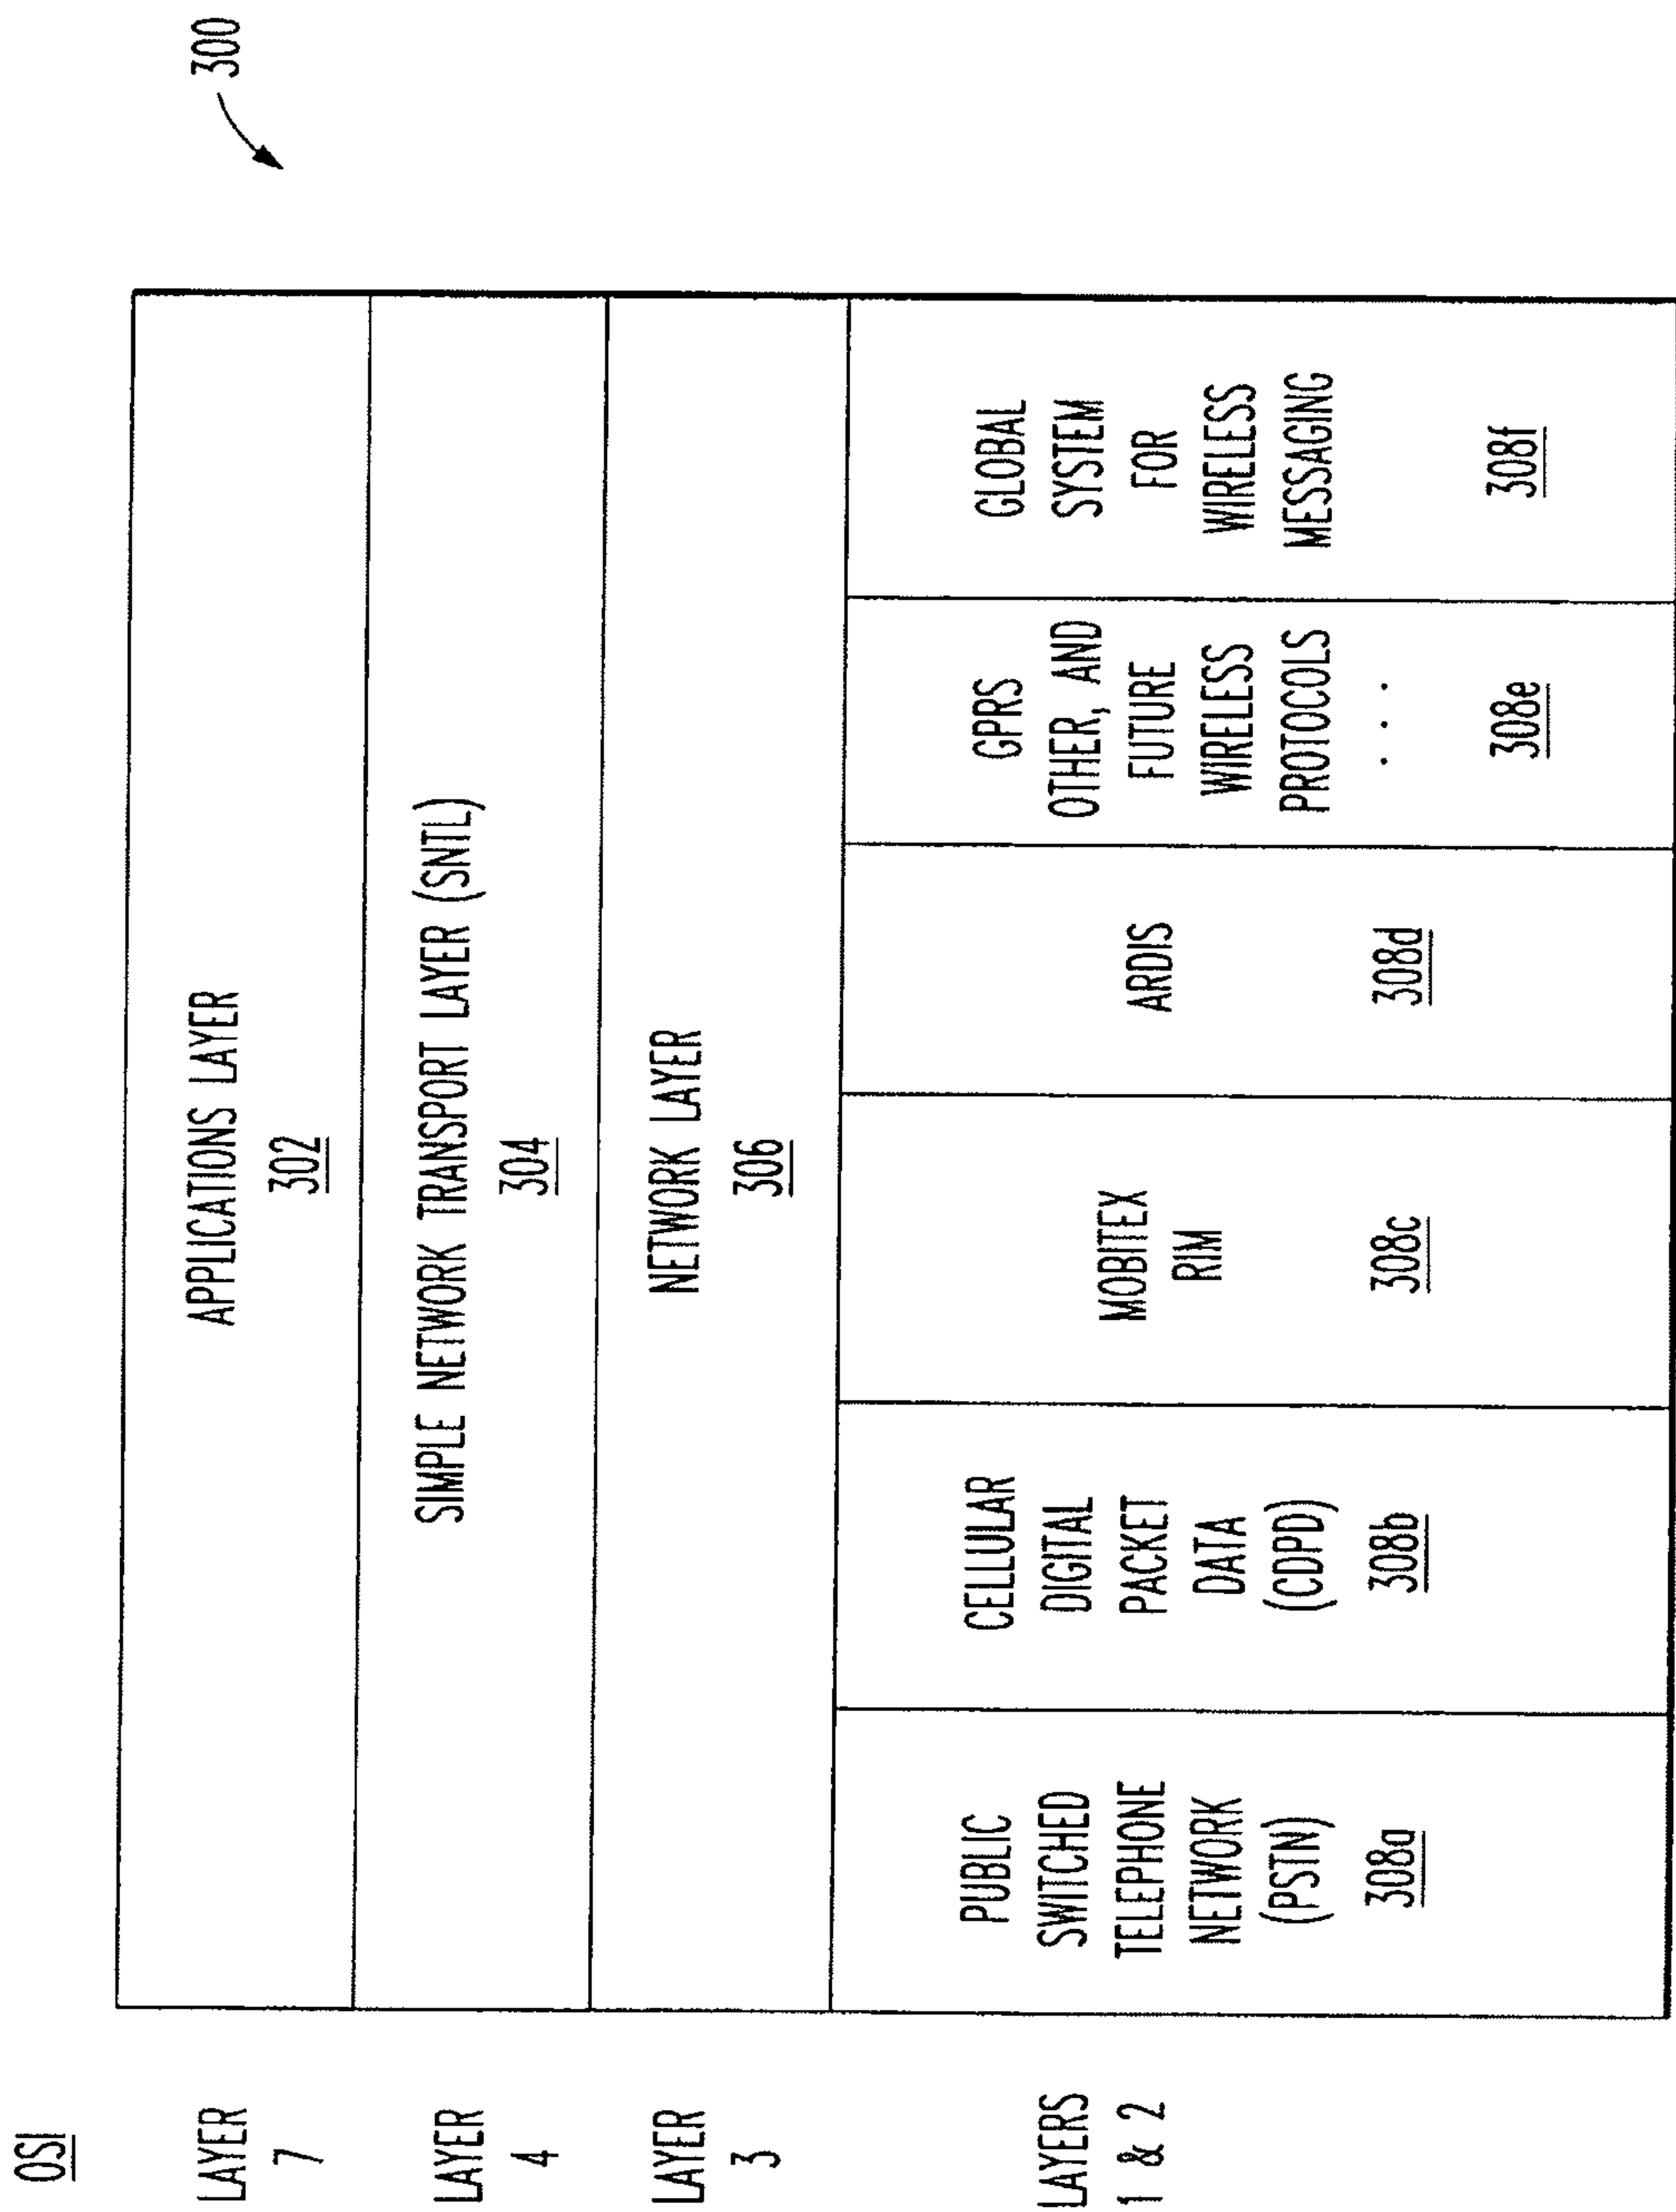 300
OSI
LAYER
7
APPLICATIONS LAYER
302
LAYER
4
SIMPLE NETWORK TRANSPORT LAYER (SNTL)
304
LAYER
3
NETWORK LAYER
306
LAYERS
1 & 2
PUBLIC
SWITCHED
TELEPHONE
NETWORK
(PSTN)
308a
CELLULAR
DIGITAL
PACKET
DATA
(CDPD)
308b
MOBITEX
RIM
308c
ARDIS
308d
GPRS
OTHER, AND
FUTURE
WIRELESS
PROTOCOLS
. . .
308e
GLOBAL
SYSTEM
FOR
WIRELESS
MESSAGING
308f